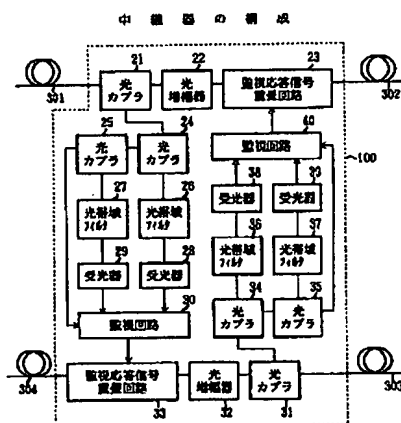 中継器の構成
21
22
23
光カプラ
光増幅器
監視応答信号重畳回路
301
302
25
24
40
光カプラ
光カプラ
監視回路
100
27
26
38
39
光帯域フィルタ
光帯域フィルタ
受光器
受光器
36
37
29
28
光帯域フィルタ
光帯域フィルタ
受光器
受光器
34
35
30
光カプラ
光カプラ
監視回路
304
監視応答信号重畳回路
光増幅器
光カプラ
303
33
32
31